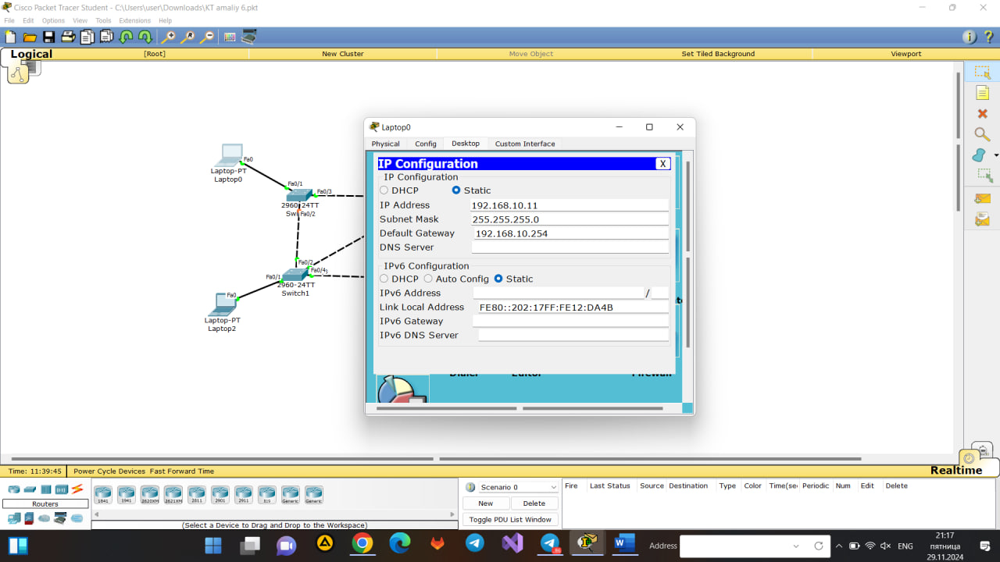 Cisco Packet Tracer Student - C:\Users\user\Downloads\KT amaliy 6.pkt
File Edit Options View Tools Extensions Help
Logical [Root] New Cluster Move Object Set Tiled Background Viewport
Laptop0
Physical Config Desktop Custom Interface
IP Configuration X
IP Configuration
DHCP Static
IP Address 192.168.10.11
Subnet Mask 255.255.255.0
Default Gateway 192.168.10.254
DNS Server
IPv6 Configuration
DHCP Auto Config Static
IPv6 Address /
Link Local Address FE80::202:17FF:FE12:DA4B
IPv6 Gateway
IPv6 DNS Server
Dialer Editor Firewall
Fa0
Laptop-PT
Laptop0
Fa0/1
Fa0/3
2960-24TT
Fa0/2
Fa0/2
Fa0/1
Fa0/4
2960-24TT
Switch1
Fa0
Laptop-PT
Laptop2
Time: 11:39:45 Power Cycle Devices Fast Forward Time Realtime
Routers
1841 1941 2620XM 2621XM 2811 2901 2911 819 Generic Generic
(Select a Device to Drag and Drop to the Workspace)
Scenario 0
New Delete
Toggle PDU List Window
Fire Last Status Source Destination Type Color Time(sec Periodic Num Edit Delete
Address ENG
21:17
пятница
29.11.2024